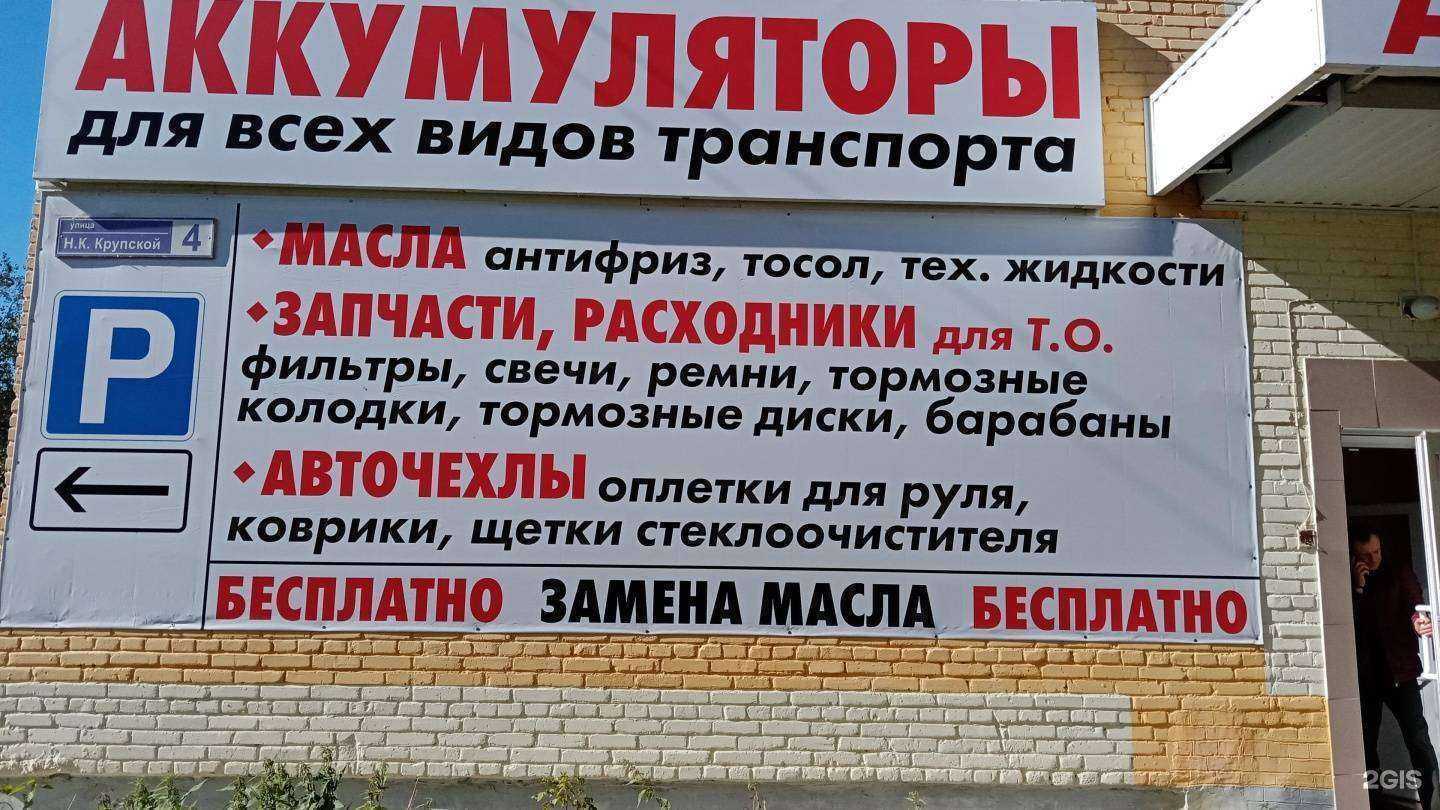 АККУМУЛЯТОРЫ
для всех видов транспорта
А
улица
Н.К. Крупской 4
P
•МАСЛА антифриз, тосол, тех. жидкости
•ЗАПЧАСТИ, РАСХОДНИКИ для Т.О.
фильтры, свечи, ремни, тормозные
колодки, тормозные диски, барабаны
•АВТОЧЕХЛЫ оплетки для руля,
коврики, щетки стеклоочистителя
БЕСПЛАТНО ЗАМЕНА МАСЛА БЕСПЛАТНО
2GIS